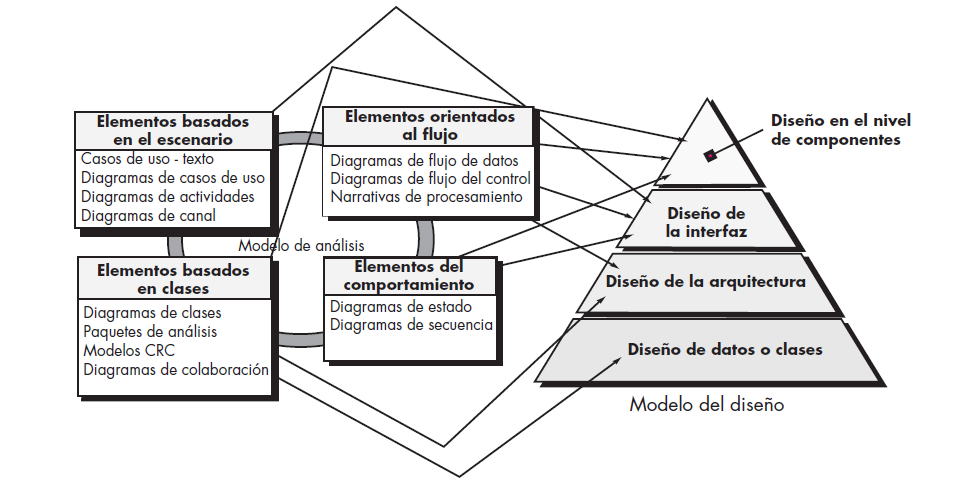 Elementos basados
en el escenario
Casos de uso - texto
Diagramas de casos de uso
Diagramas de actividades
Diagramas de canal
Elementos orientados
al flujo
Diagramas de flujo de datos
Diagramas de flujo del control
Narrativas de procesamiento
Modelo de análisis
Elementos basados
en clases
Diagramas de clases
Paquetes de análisis
Modelos CRC
Diagramas de colaboración
Elementos del
comportamiento
Diagramas de estado
Diagramas de secuencia
Diseño en el nivel
de componentes
Diseño de
la interfaz
Diseño de la arquitectura
Diseño de datos o clases
Modelo del diseño